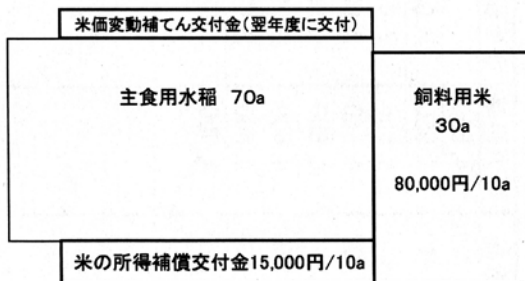 米価変動補てん交付金(翌年度に交付)
主食用水稲 70a
飼料用米
30a
80,000円/10a
米の所得補償交付金15,000円/10a